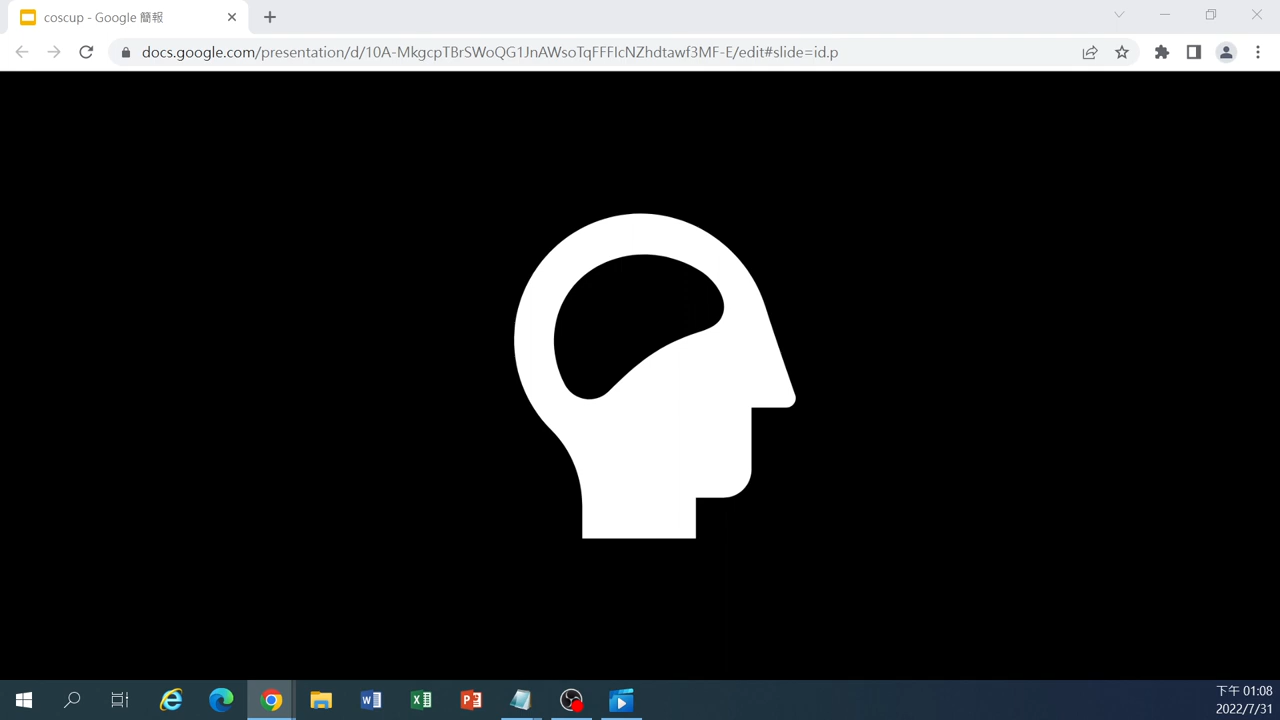 coscup - Google 簡報
docs.google.com/presentation/d/10A-MkgcpTBrSWoQG1JnAWsoTqFFFIcNZhdtawf3MF-E/edit#slide=id.p
下午 01:08
2022/7/31